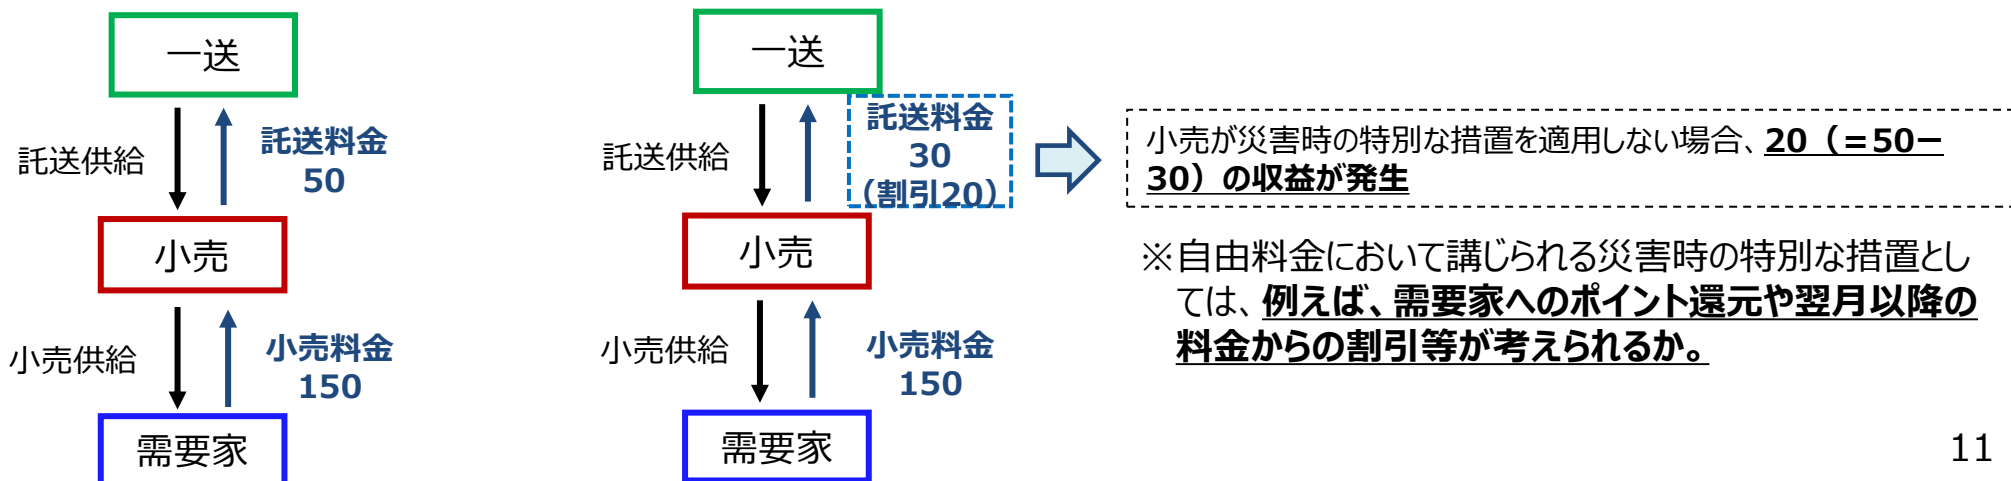 一送
託送供給
託送料金
50
小売
小売供給
小売料金
150
需要家
一送
託送供給
託送料金
30
（割引20）
小売
小売供給
小売料金
150
需要家
小売が災害時の特別な措置を適用しない場合、20（＝50－
30）の収益が発生
※自由料金において講じられる災害時の特別な措置とし
ては、例えば、需要家へのポイント還元や翌月以降の
料金からの割引等が考えられるか。
11